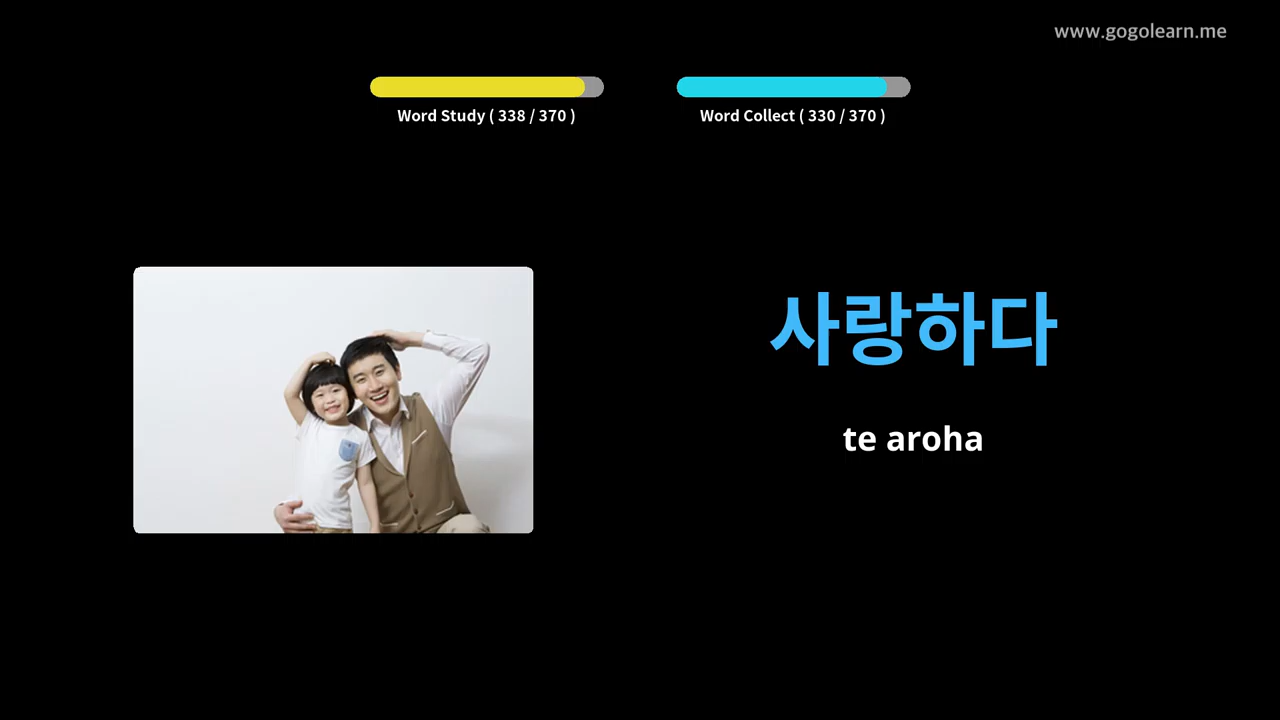 www.gogolearn.me
Word Study ( 338 / 370 )
Word Collect ( 330 / 370 )
사랑하다
te aroha